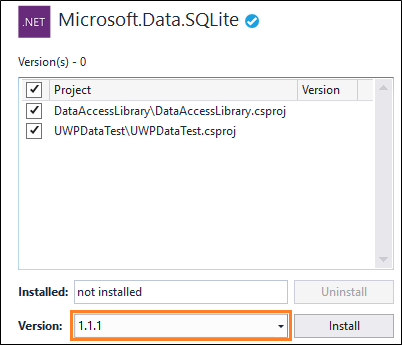 .NET Microsoft.Data.SQLite
Version(s) - 0
Project Version
DataAccessLibrary\DataAccessLibrary.csproj
UWPDataTest\UWPDataTest.csproj
Installed: not installed Uninstall
Version: 1.1.1 Install